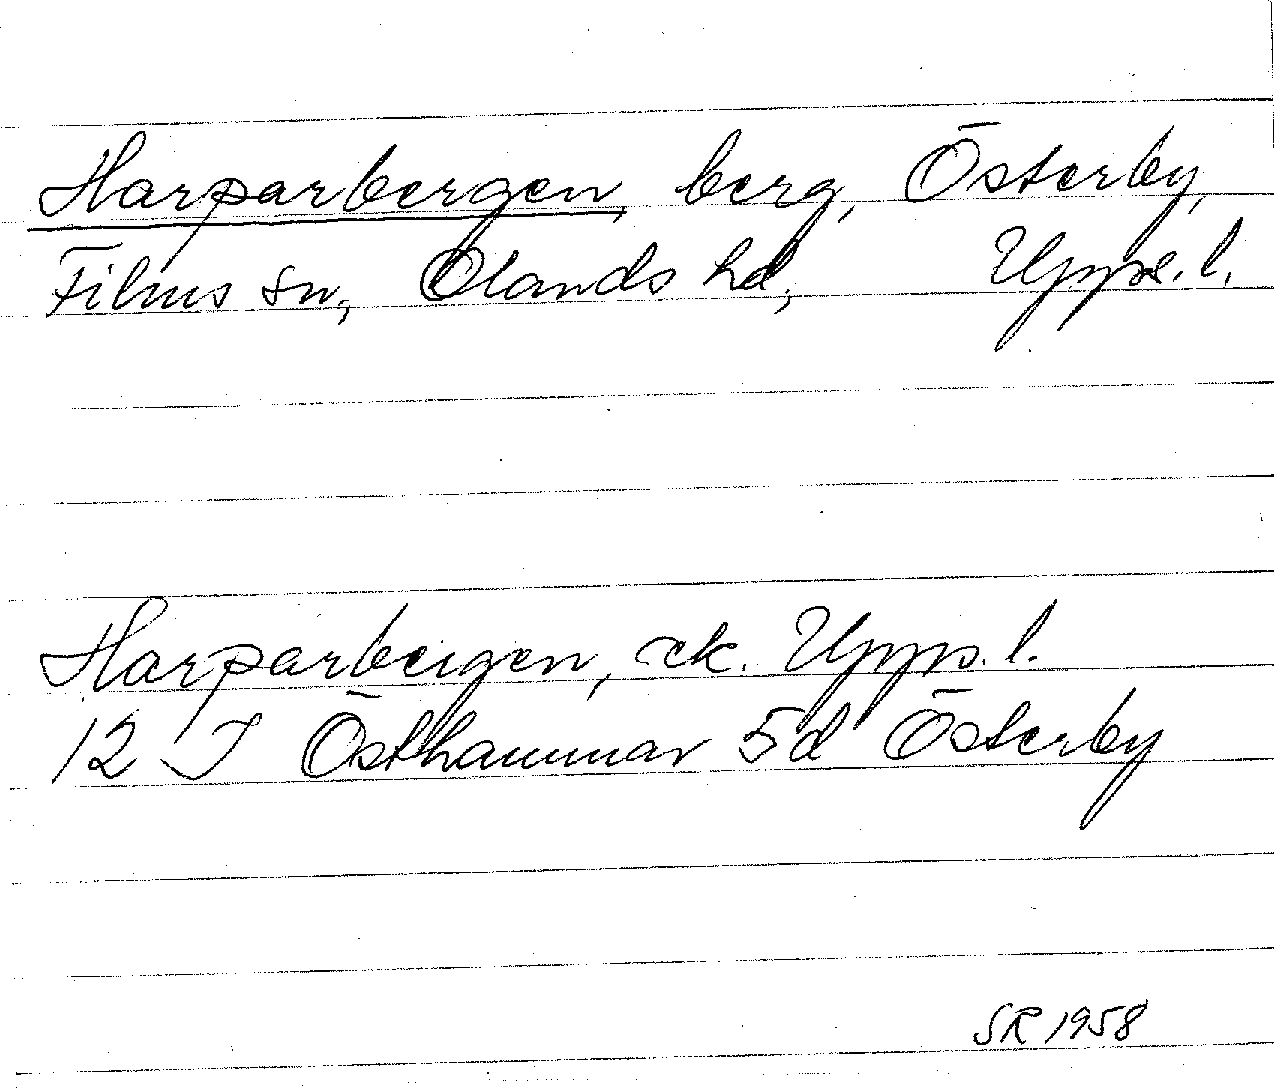 Harparbergen, berg, Österby,
Films sn, Olands hd, Upps. l.
Harparbergen, ek. Upps. l.
12 I Östhammar 5d Österby
SR 1958